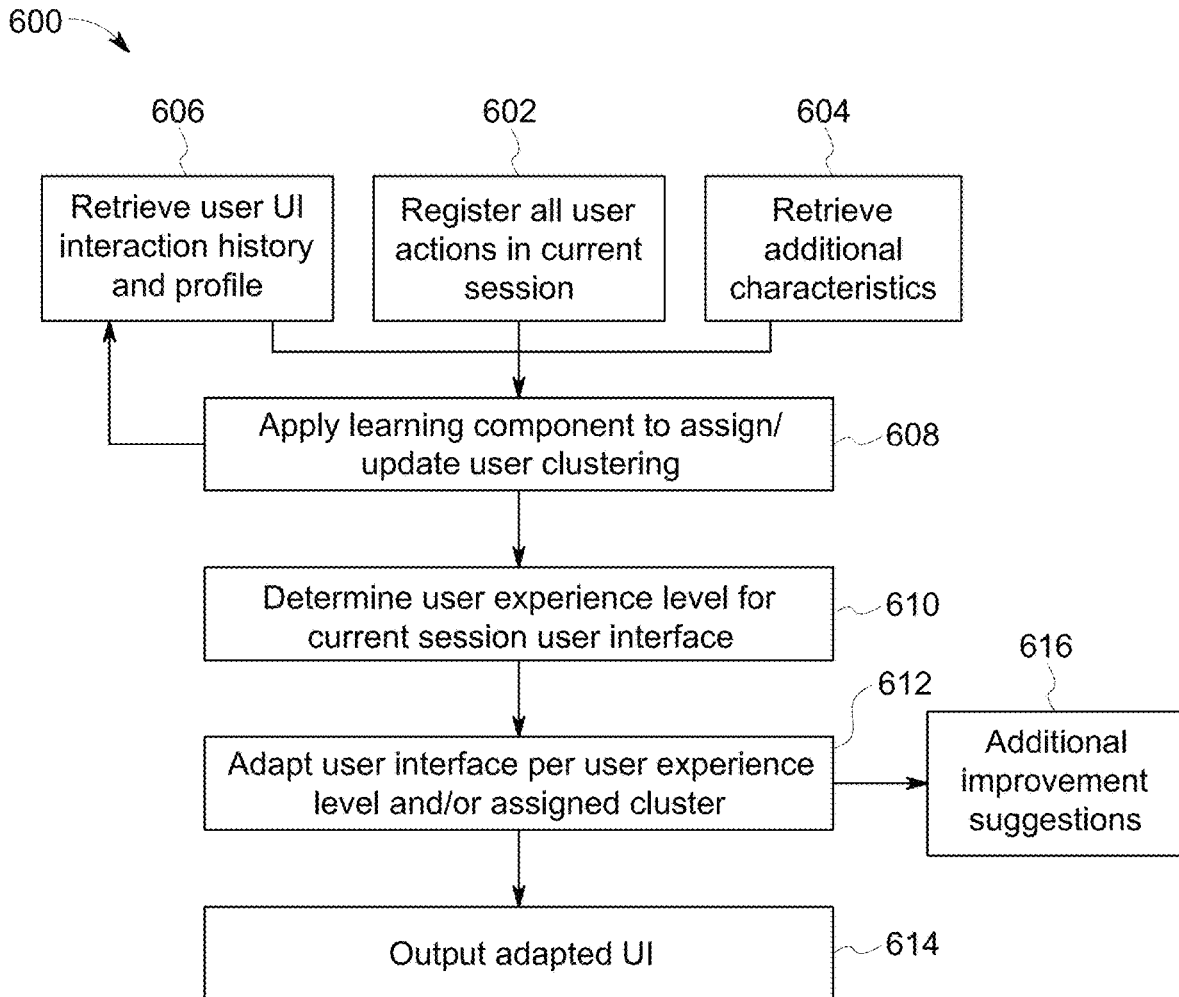 600
606
602
604
Retrieve user UI
interaction history
and profile
Register all user
actions in current
session
Retrieve
additional
characteristics
Apply learning component to assign/
update user clustering
608
Determine user experience level for
current session user interface
610
612
616
Adapt user interface per user experience
level and/or assigned cluster
Additional
improvement
suggestions
Output adapted UI
614